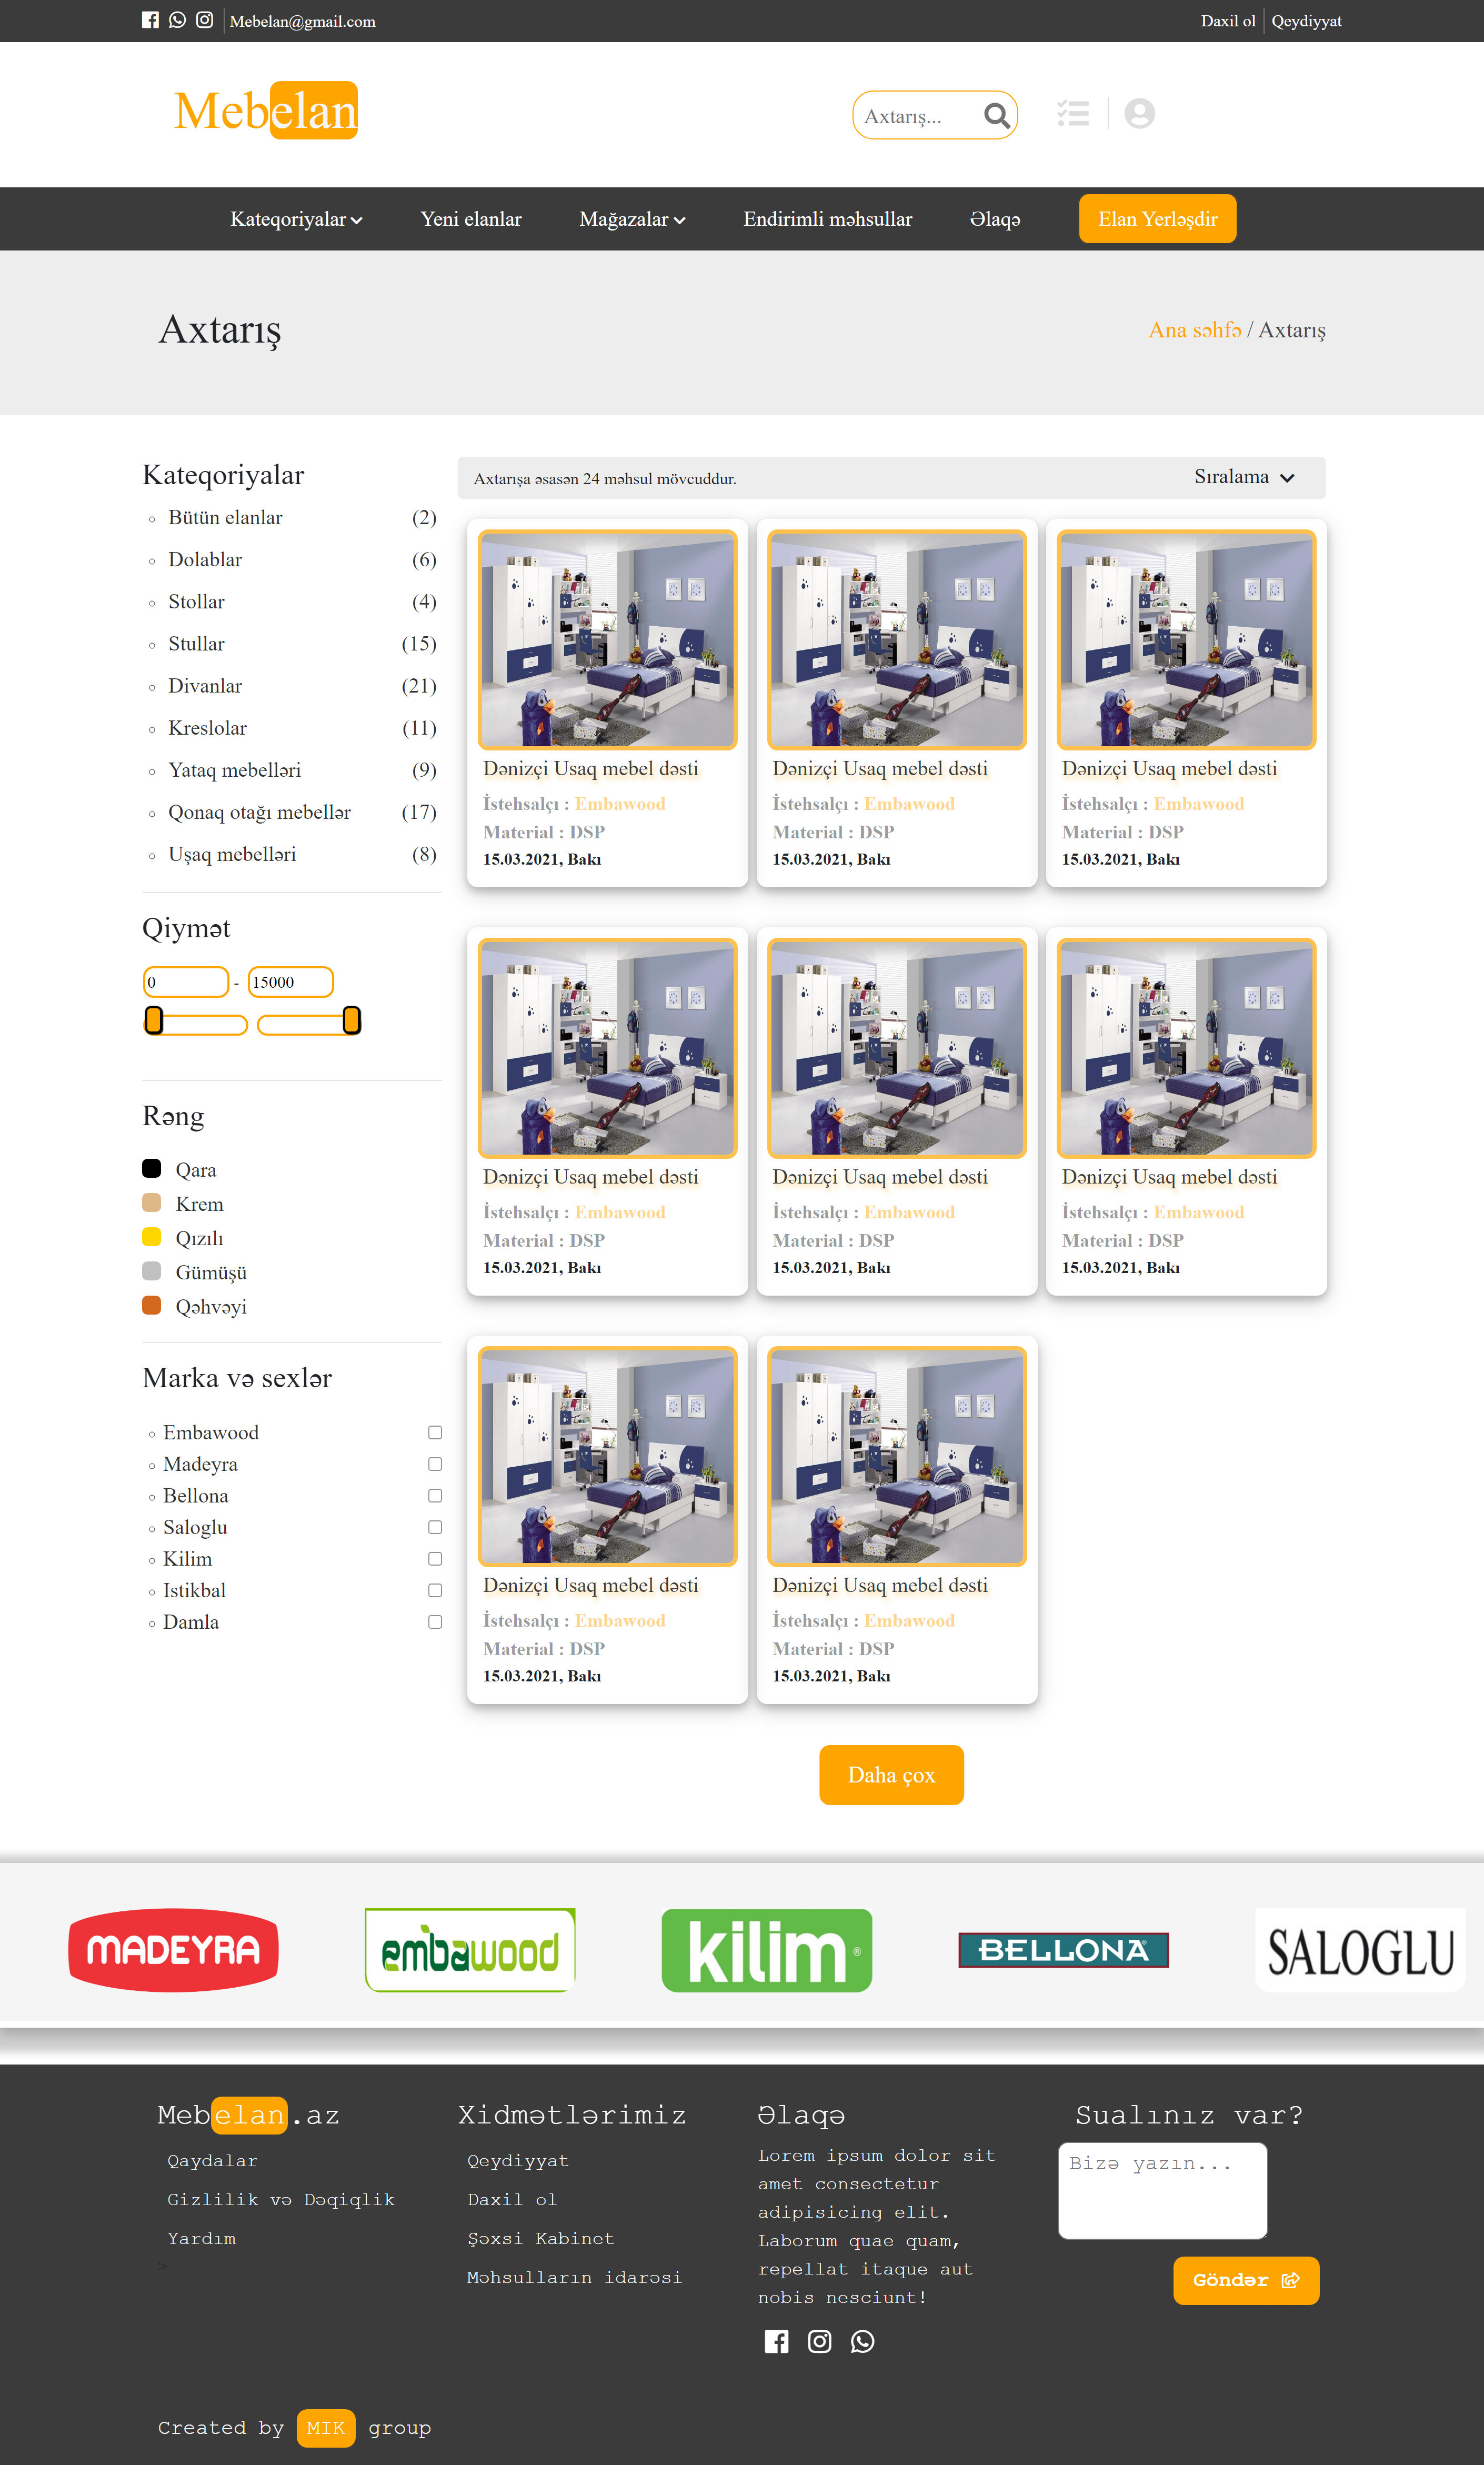 Mebelan@gmail.com
Daxil ol
Qeydiyyat
Mebelan
Axtarış...
Kateqoriyalar
Yeni elanlar
Mağazalar
Endirimli məhsullar
Əlaqə
Elan Yerləşdir
Axtarış
Ana səhfə / Axtarış
Kateqoriyalar
Bütün elanlar (2)
Dolablar (6)
Stollar (4)
Stullar (15)
Divanlar (21)
Kreslolar (11)
Yataq mebelləri (9)
Qonaq otağı mebellər (17)
Uşaq mebelləri (8)
Qiymət
0 - 15000
Rəng
Qara
Krem
Qızılı
Gümüşü
Qəhvəyi
Marka və sexlər
Embawood
Madeyra
Bellona
Saloglu
Kilim
Istikbal
Damla
Axtarışa əsasən 24 məhsul mövcuddur.
Sıralama
Dənizçi Usaq mebel dəsti
İstehsalçı : Embawood
Material : DSP
15.03.2021, Bakı
Dənizçi Usaq mebel dəsti
İstehsalçı : Embawood
Material : DSP
15.03.2021, Bakı
Dənizçi Usaq mebel dəsti
İstehsalçı : Embawood
Material : DSP
15.03.2021, Bakı
Dənizçi Usaq mebel dəsti
İstehsalçı : Embawood
Material : DSP
15.03.2021, Bakı
Dənizçi Usaq mebel dəsti
İstehsalçı : Embawood
Material : DSP
15.03.2021, Bakı
Dənizçi Usaq mebel dəsti
İstehsalçı : Embawood
Material : DSP
15.03.2021, Bakı
Dənizçi Usaq mebel dəsti
İstehsalçı : Embawood
Material : DSP
15.03.2021, Bakı
Dənizçi Usaq mebel dəsti
İstehsalçı : Embawood
Material : DSP
15.03.2021, Bakı
Daha çox
MADEYRA
embawood
kilim®
BELLONA
SALOGLU
Mebelan.az
Qaydalar
Gizlilik və Dəqiqlik
Yardım
>
Xidmətlərimiz
Qeydiyyat
Daxil ol
Şəxsi Kabinet
Məhsulların idarəsi
Əlaqə
Lorem ipsum dolor sit
amet consectetur
adipisicing elit.
Laborum quae quam,
repellat itaque aut
nobis nesciunt!
Sualınız var?
Bizə yazın...
Göndər
Created by MIK group